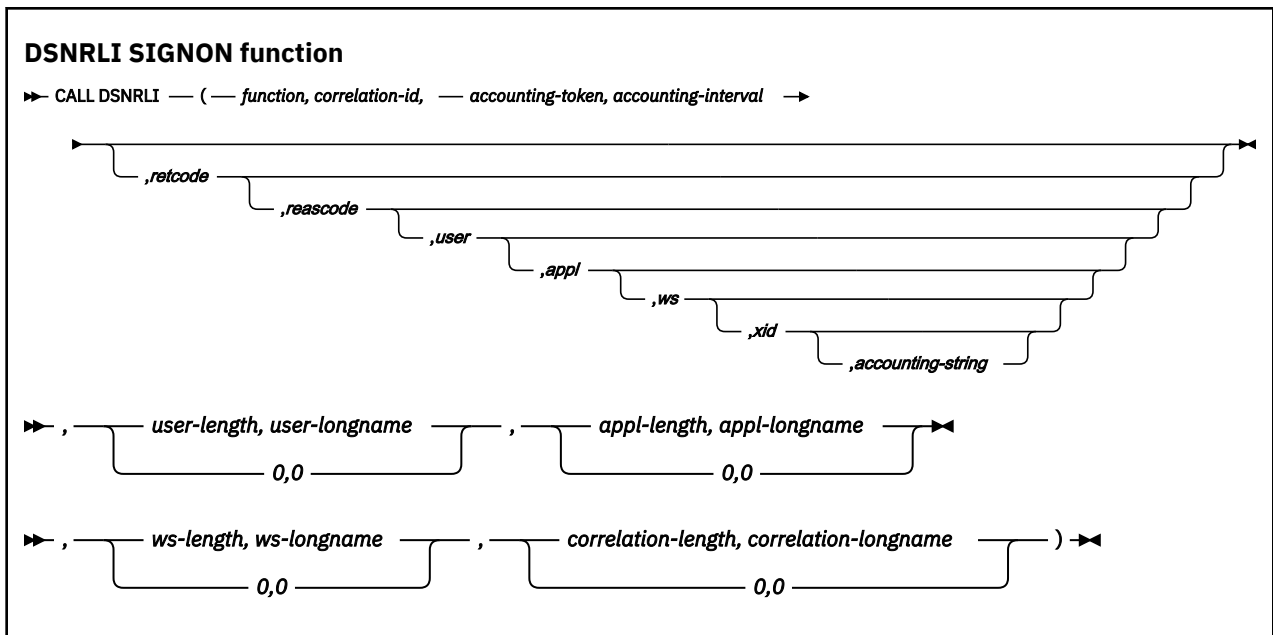 DSNRLI SIGNON function
CALL DSNRLI ( function, correlation-id, accounting-token, accounting-interval
,retcode
,reascode
,user
,appl
,ws
,xid
,accounting-string
, user-length, user-longname , appl-length, appl-longname
0,0 0,0
, ws-length, ws-longname , correlation-length, correlation-longname )
0,0 0,0